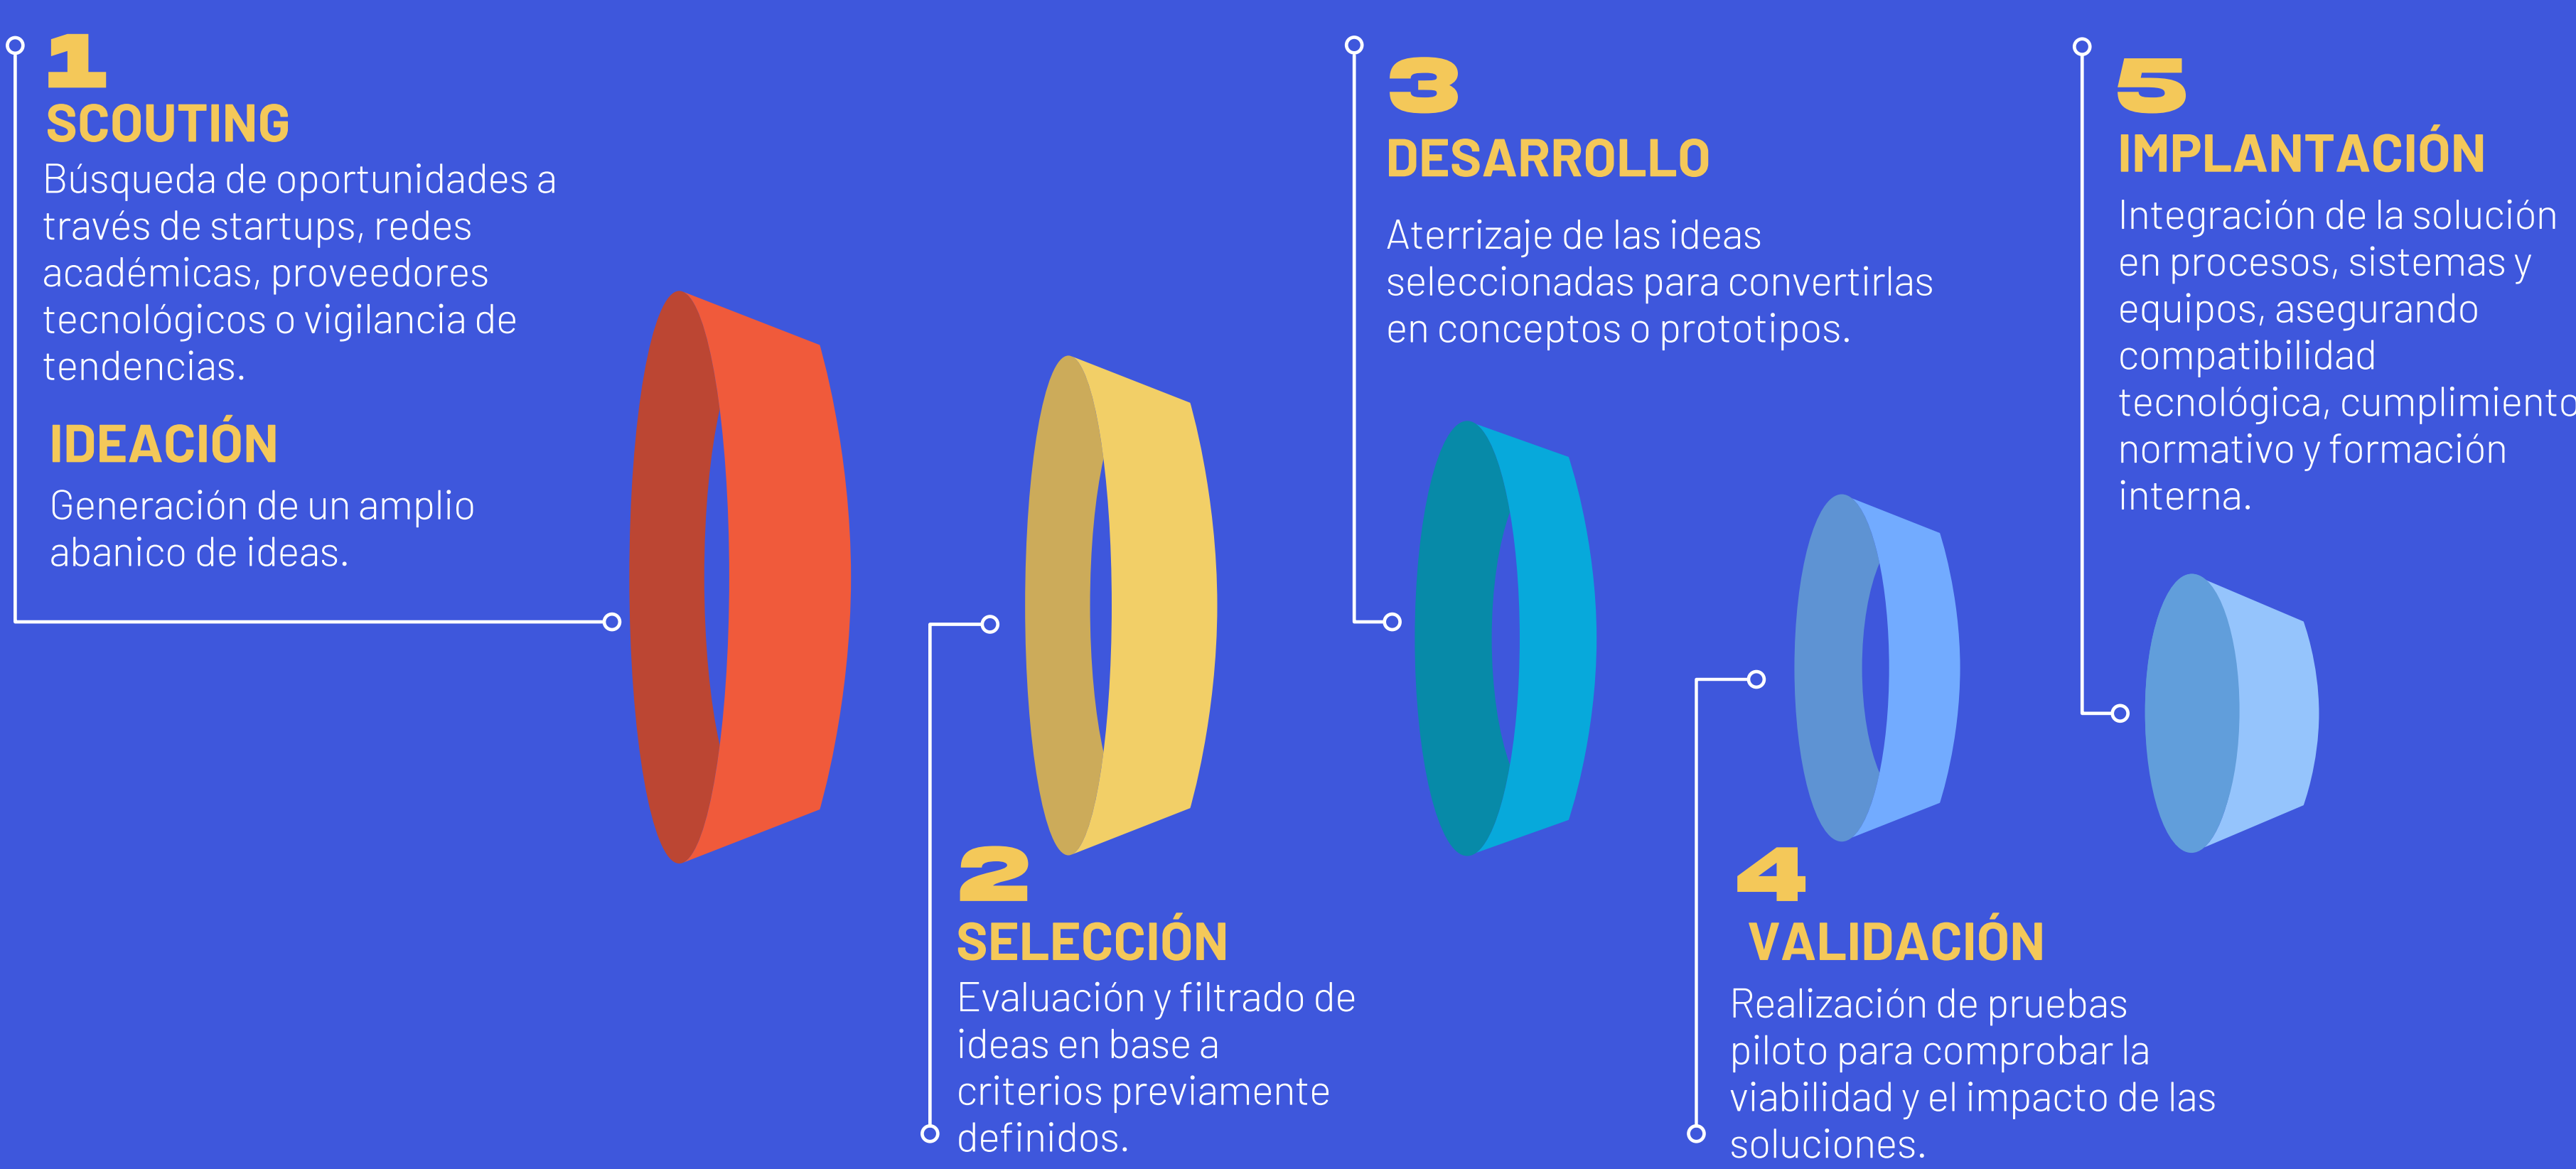 1
SCOUTING
Búsqueda de oportunidades a
través de startups, redes
académicas, proveedores
tecnológicos o vigilancia de
tendencias.
IDEACIÓN
Generación de un amplio
abanico de ideas.
2
SELECCIÓN
Evaluación y filtrado de
ideas en base a
criterios previamente
definidos.
3
DESARROLLO
Aterrizaje de las ideas
seleccionadas para convertirlas
en conceptos o prototipos.
4
VALIDACIÓN
Realización de pruebas
piloto para comprobar la
viabilidad y el impacto de las
soluciones.
5
IMPLANTACIÓN
Integración de la solución
en procesos, sistemas y
equipos, asegurando
compatibilidad
tecnológica, cumplimiento
normativo y formación
interna.